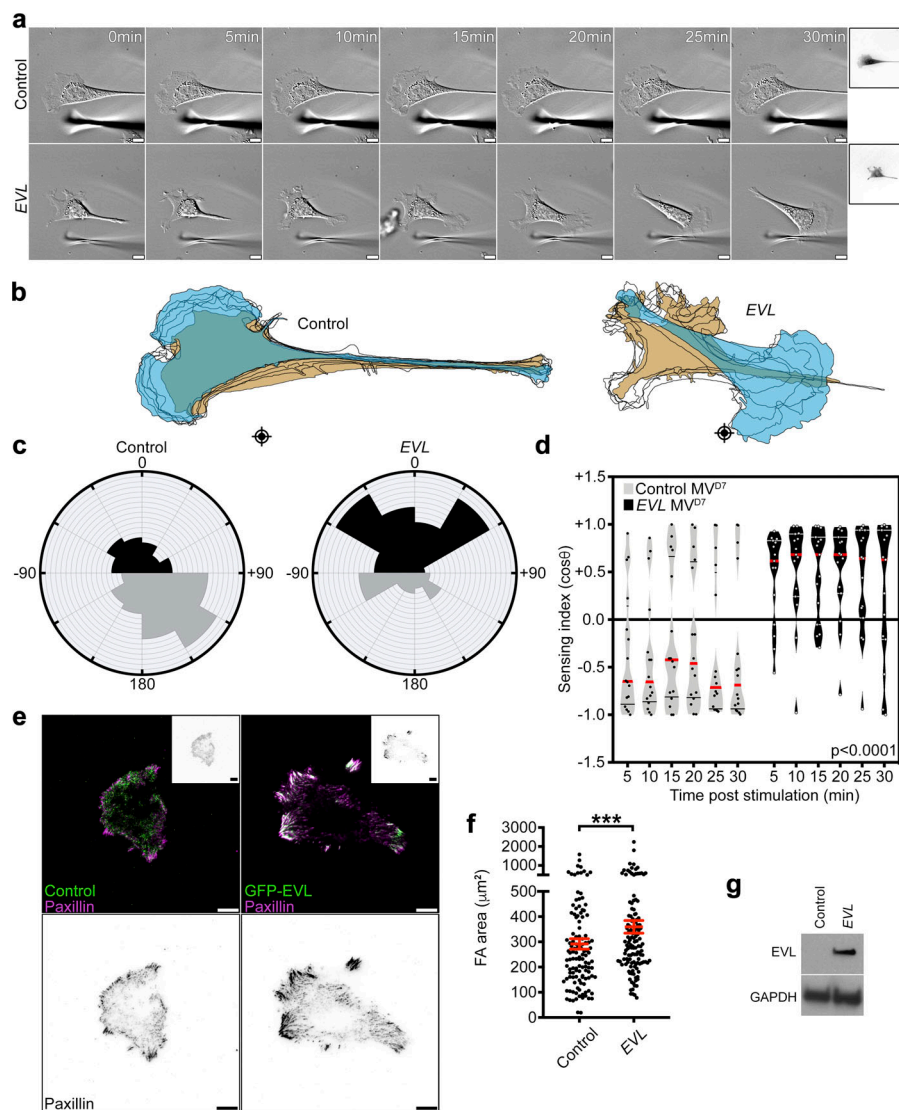 a
0min 5min 10min 15min 20min 25min 30min
Control
EVL
b
Control
EVL
c
Control
0
-90
+90
180
EVL
0
-90
+90
180
d
+1.5
+1.0
+0.5
0.0
-0.5
-1.0
-1.5
Sensing index (cosθ)
Control MVD7
EVL MVD7
p<0.0001
5 10 15 20 25 30 5 10 15 20 25 30
Time post stimulation (min)
e
Control
Paxillin
GFP-EVL
Paxillin
Paxillin
f
***
3000
2000
1000
500
400
300
200
100
0
FA area (μm²)
Control
EVL
g
Control
EVL
EVL
GAPDH